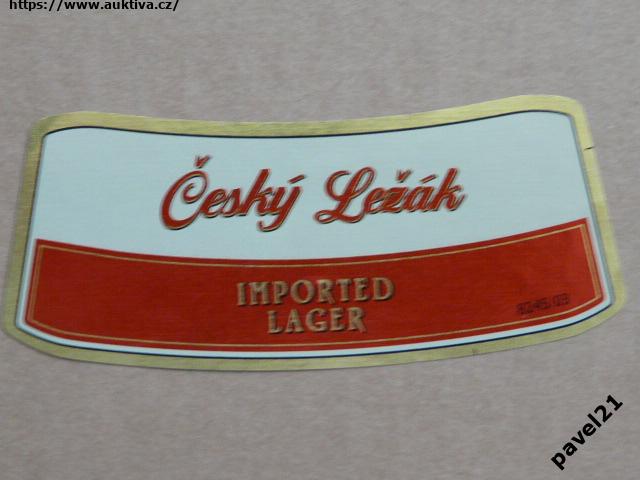 https://www.auktiva.cz/
Český Ležák
IMPORTED
LAGER
pavel21